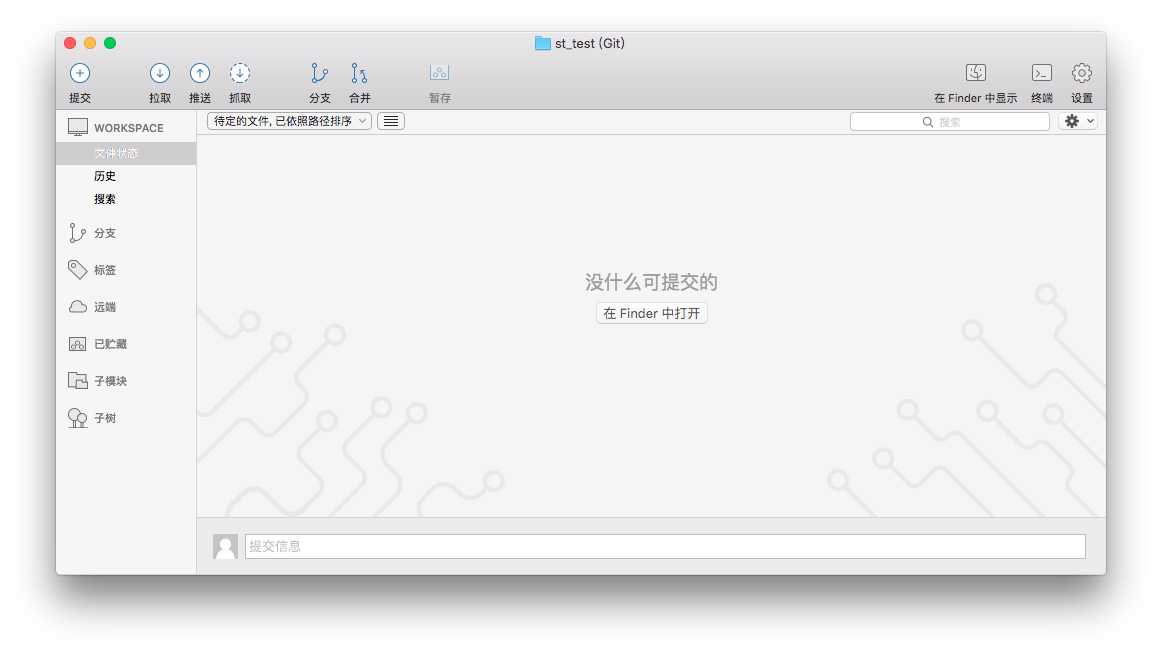 st_test (Git)
提交 拉取 推送 抓取 分支 合并 暂存 在 Finder 中显示 终端 设置
WORKSPACE
文件状态
历史
搜索
分支
标签
远端
已贮藏
子模块
子树
待定的文件, 已依照路径排序
搜索
没什么可提交的
在 Finder 中打开
提交信息